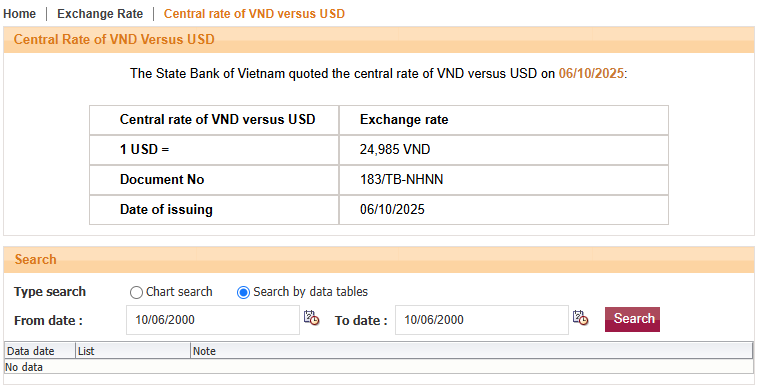 Home | Exchange Rate | Central rate of VND versus USD
Central Rate of VND Versus USD
The State Bank of Vietnam quoted the central rate of VND versus USD on 06/10/2025:
Central rate of VND versus USD Exchange rate
1 USD = 24,985 VND
Document No 183/TB-NHNN
Date of issuing 06/10/2025
Search
Type search Chart search Search by data tables
From date : 10/06/2000 To date : 10/06/2000 Search
Data date List Note
No data